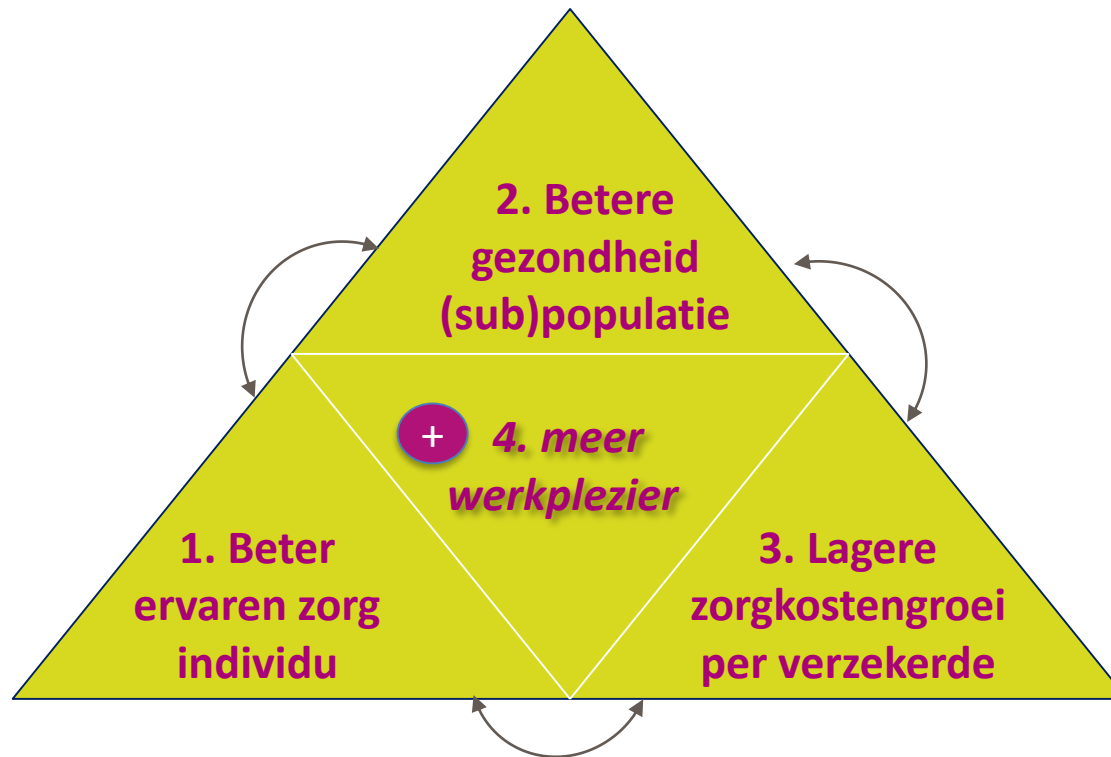 2. Betere
gezondheid
(sub)populatie
+
4. meer
werkplezier
1. Beter
ervaren zorg
individu
3. Lagere
zorgkostengroei
per verzekerde